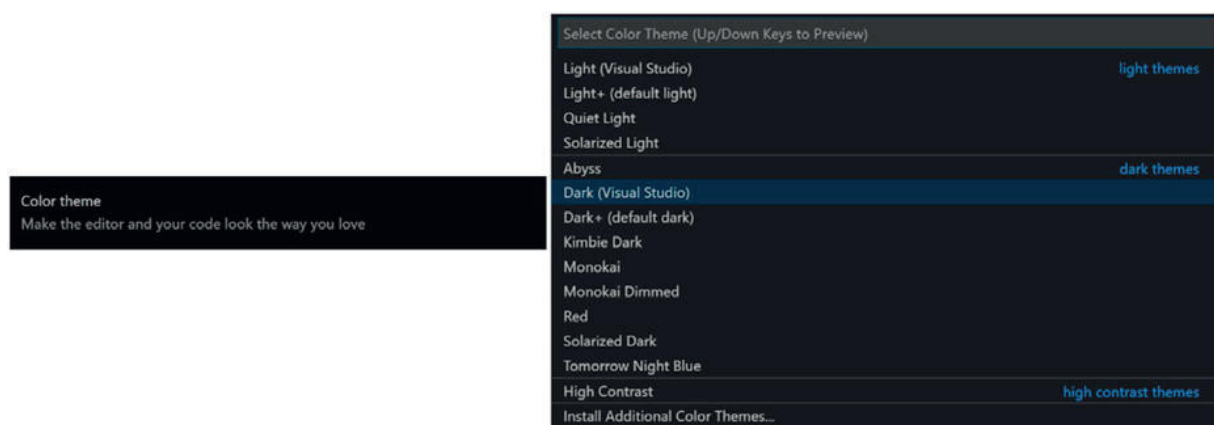 Color theme
Make the editor and your code look the way you love
Select Color Theme (Up/Down Keys to Preview)
Light (Visual Studio) light themes
Light+ (default light)
Quiet Light
Solarized Light
Abyss dark themes
Dark (Visual Studio)
Dark+ (default dark)
Kimbie Dark
Monokai
Monokai Dimmed
Red
Solarized Dark
Tomorrow Night Blue
High Contrast high contrast themes
Install Additional Color Themes...